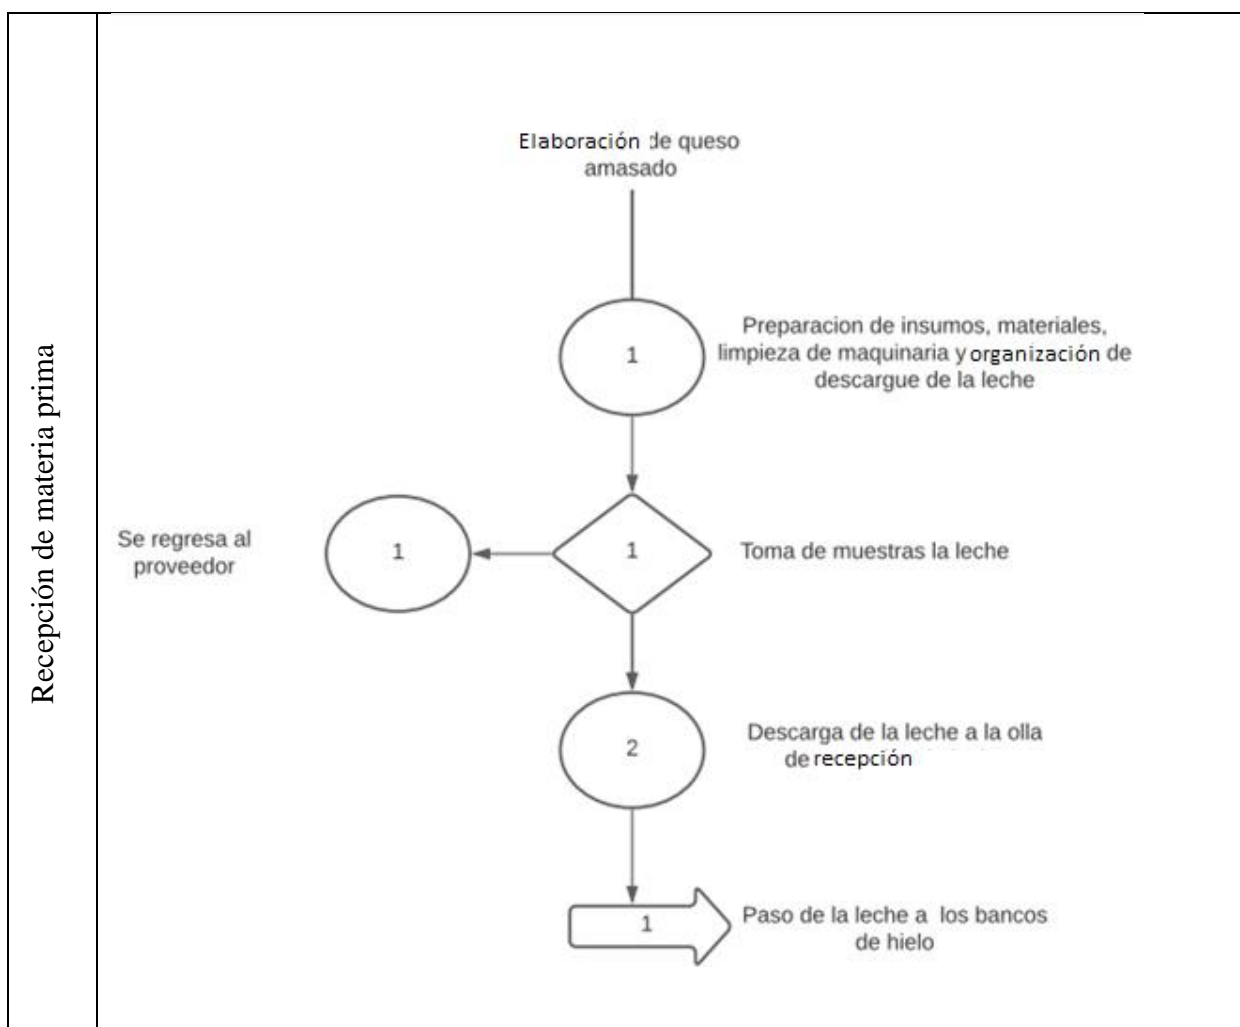 Recepción de materia prima
Elaboración de queso
amasado
1
Preparacion de insumos, materiales,
limpieza de maquinaria y organización de
descargue de la leche
Se regresa al
proveedor
1
1
Toma de muestras la leche
2
Descarga de la leche a la olla
de recepción
1
Paso de la leche a los bancos
de hielo